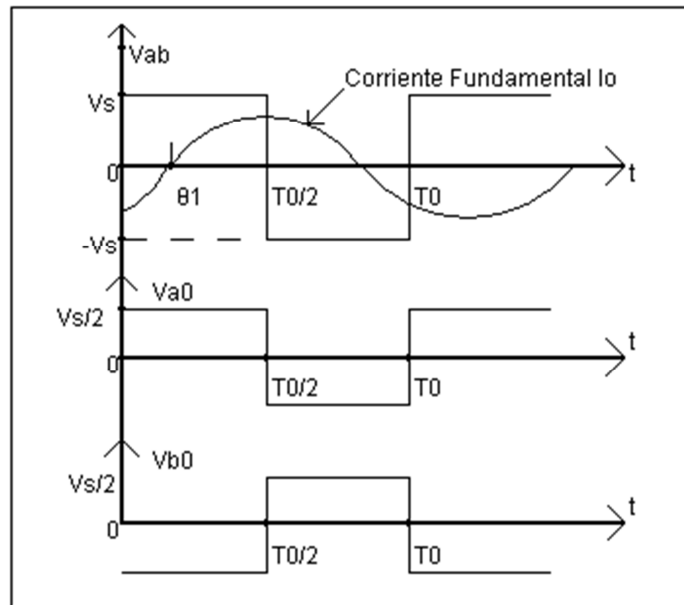 Vab
Corriente Fundamental Io
Vs
0
θ1
T0/2
T0
t
-Vs
Va0
Vs/2
t
0
T0/2
T0
Vb0
Vs/2
t
0
T0/2
T0